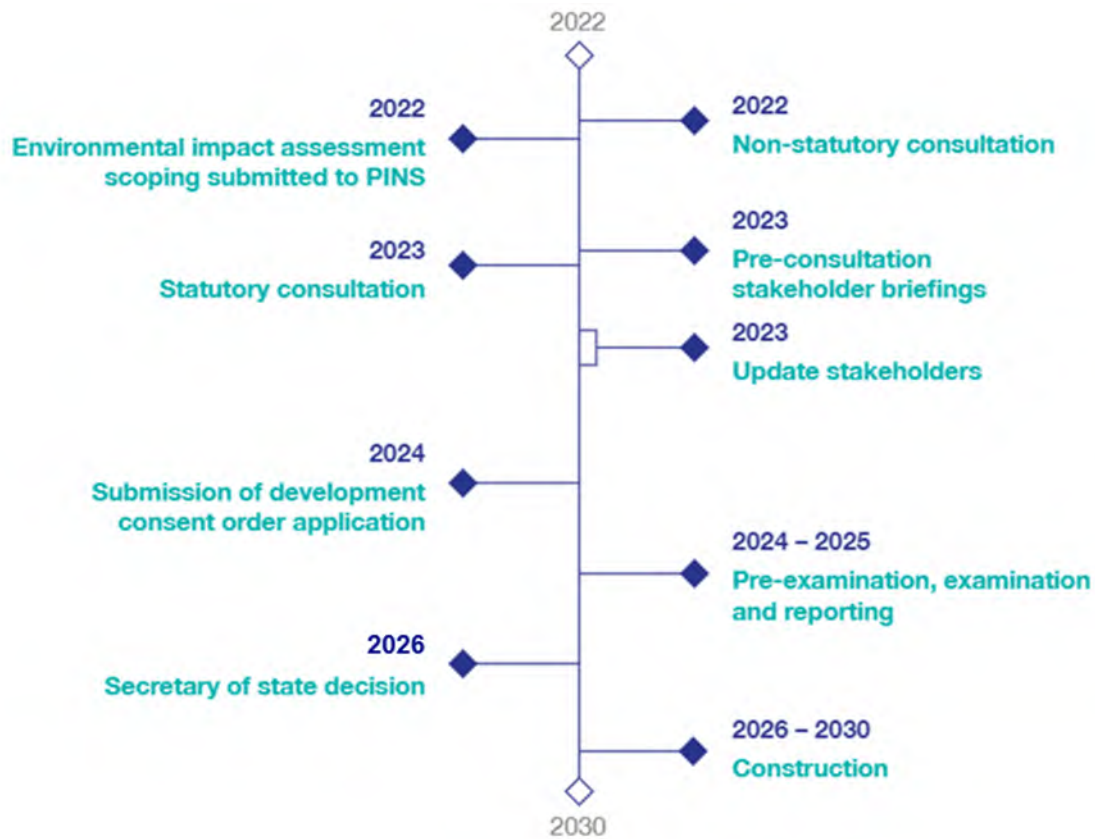 2022
2022
Non-statutory consultation
2022
Environmental impact assessment
scoping submitted to PINS
2023
Pre-consultation
stakeholder briefings
2023
Statutory consultation
2023
Update stakeholders
2024
Submission of development
consent order application
2024 – 2025
Pre-examination, examination
and reporting
2026
Secretary of state decision
2026 – 2030
Construction
2030